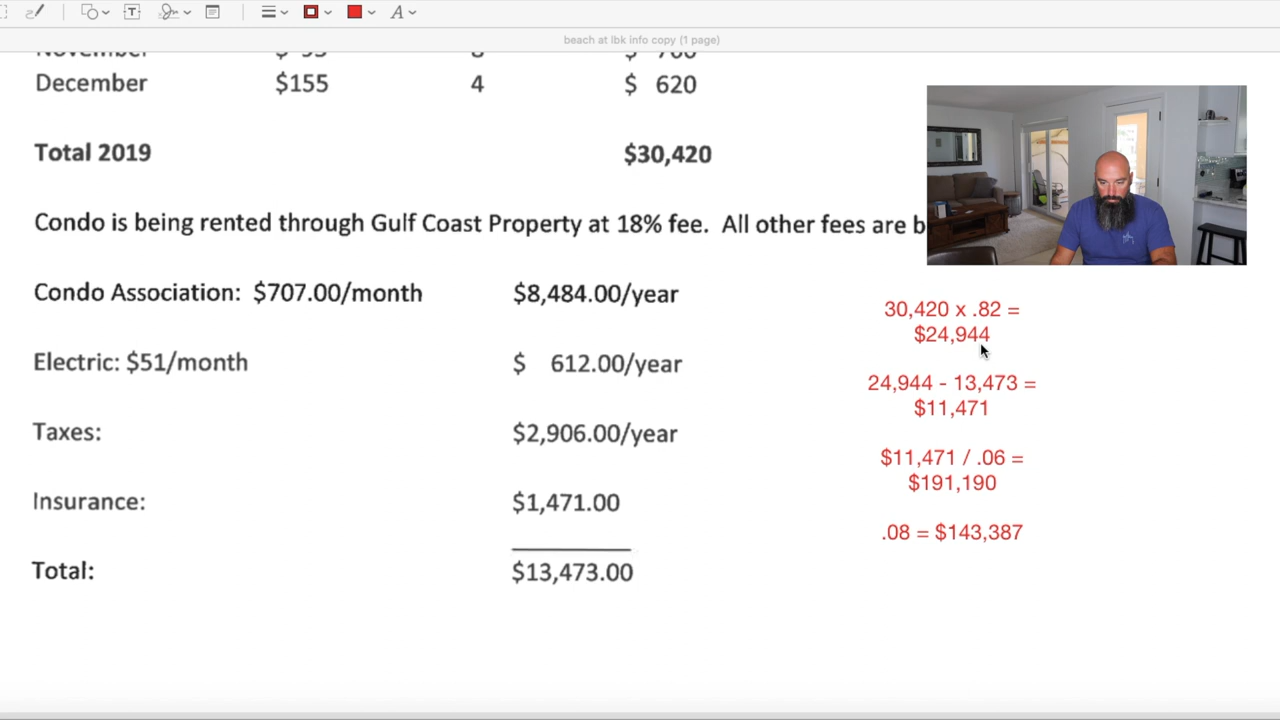 beach at lbk info copy (1 page)
December $155 4 $ 620
Total 2019 $30,420
Condo is being rented through Gulf Coast Property at 18% fee. All other fees are b
Condo Association: $707.00/month $8,484.00/year
Electric: $51/month $ 612.00/year
Taxes: $2,906.00/year
Insurance: $1,471.00
Total: $13,473.00
30,420 x .82 =
$24,944
24,944 - 13,473 =
$11,471
$11,471 / .06 =
$191,190
.08 = $143,387